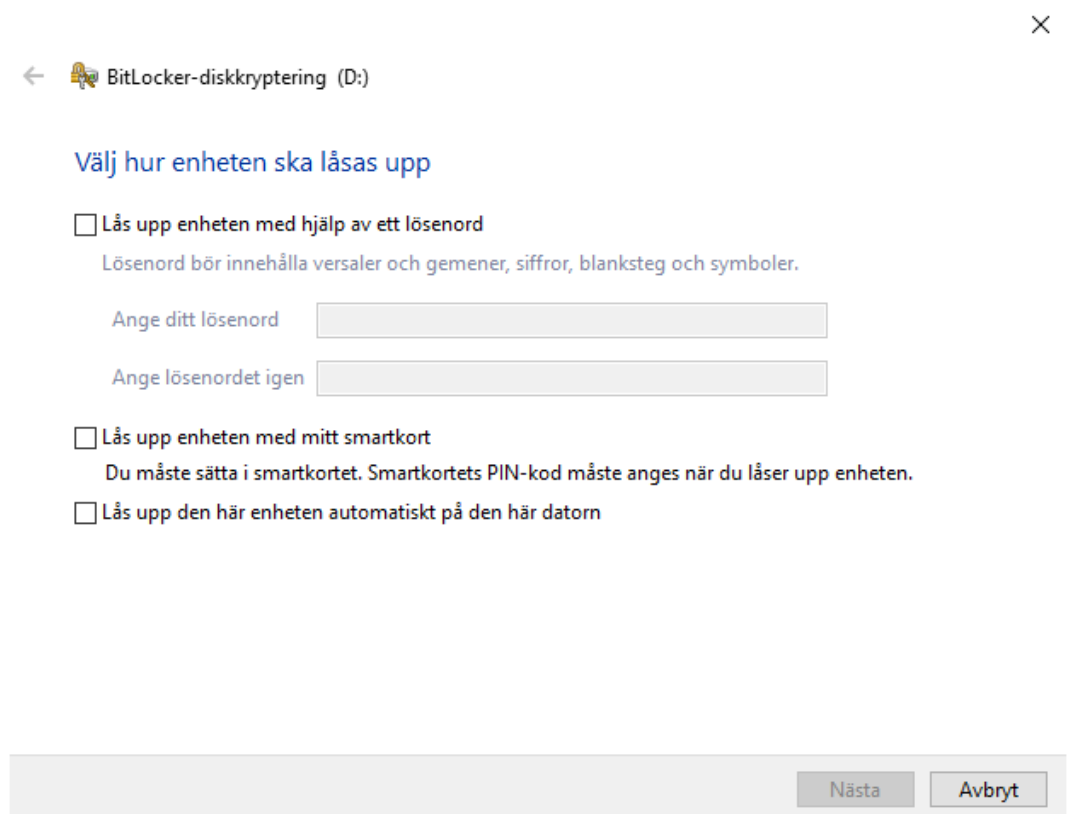 BitLocker-diskkryptering (D:)
Välj hur enheten ska låsas upp
Lås upp enheten med hjälp av ett lösenord
Lösenord bör innehålla versaler och gemener, siffror, blanksteg och symboler.
Ange ditt lösenord
Ange lösenordet igen
Lås upp enheten med mitt smartkort
Du måste sätta i smartkortet. Smartkortets PIN-kod måste anges när du låser upp enheten.
Lås upp den här enheten automatiskt på den här datorn
Nästa Avbryt